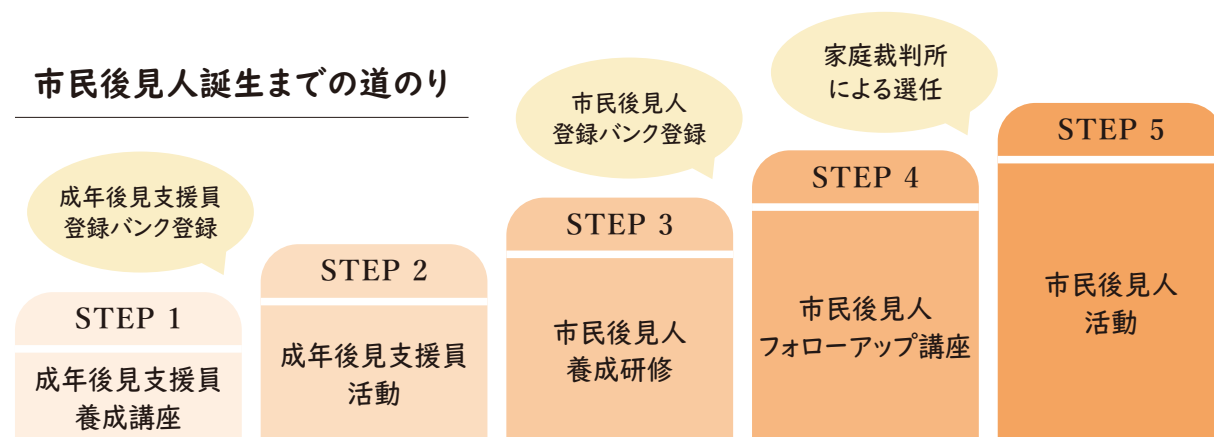 市民後見人誕生までの道のり
成年後見支援員
登録バンク登録
STEP 1
成年後見支援員
養成講座
STEP 2
成年後見支援員
活動
市民後見人
登録バンク登録
STEP 3
市民後見人
養成研修
家庭裁判所
による選任
STEP 4
市民後見人
フォローアップ講座
STEP 5
市民後見人
活動